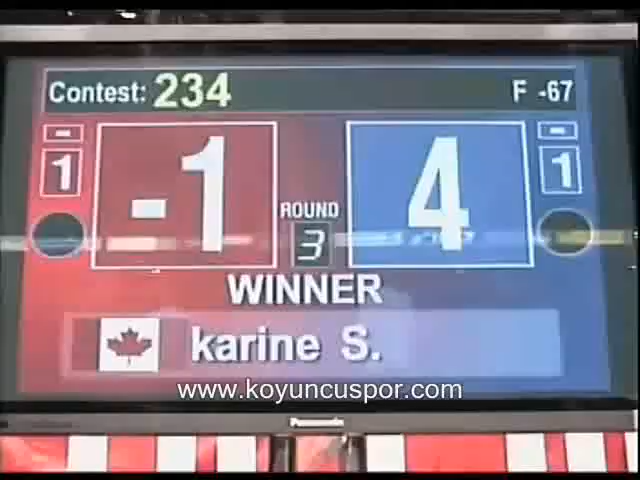 Contest: 234 F -67
- -
1 -1 4 1
ROUND
3
WINNER
karine S.
www.koyuncuspor.com
Panasonic